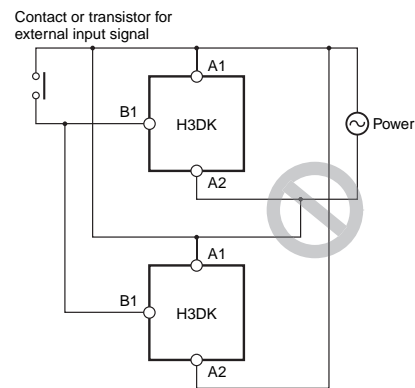 Contact or transistor for
external input signal
A1
B1
H3DK
Power
A2
A1
B1
H3DK
A2